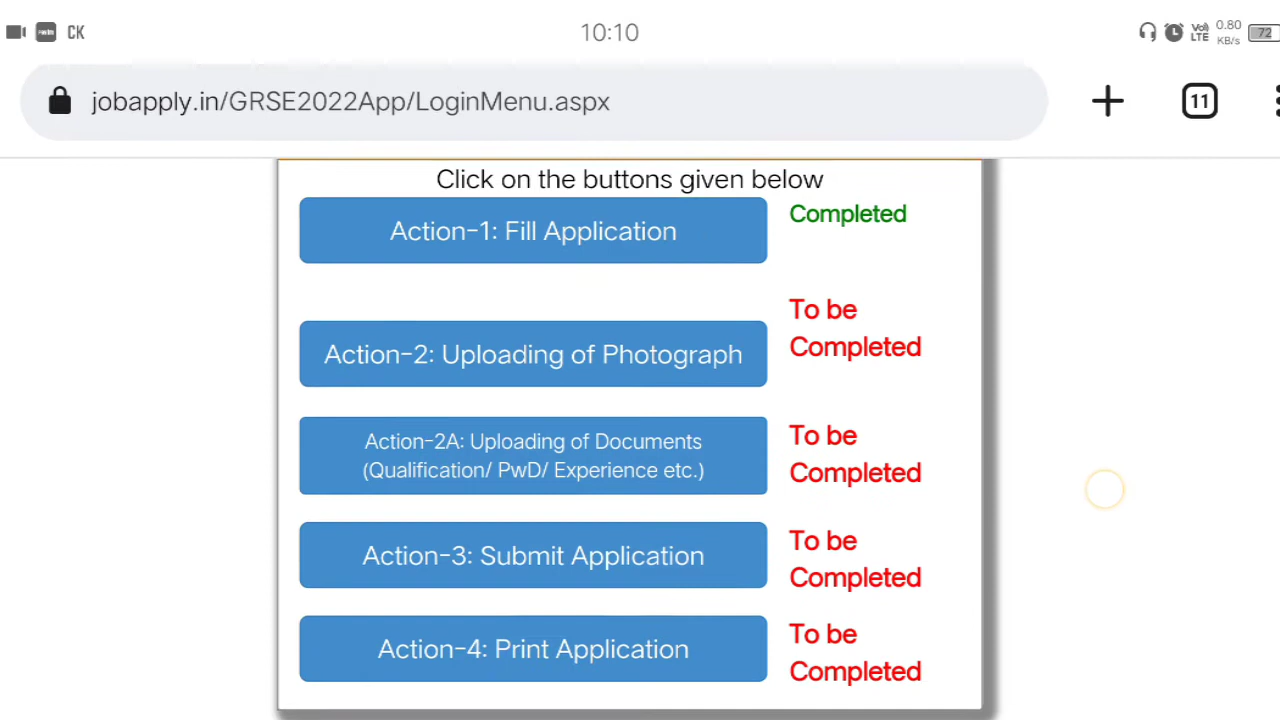 CK
10:10
Vo)
LTE
0.80
KB/s
72
jobapply.in/GRSE2022App/LoginMenu.aspx
11
Click on the buttons given below
Action-1: Fill Application
Completed
Action-2: Uploading of Photograph
To be
Completed
Action-2A: Uploading of Documents
(Qualification/ PwD/ Experience etc.)
To be
Completed
Action-3: Submit Application
To be
Completed
Action-4: Print Application
To be
Completed